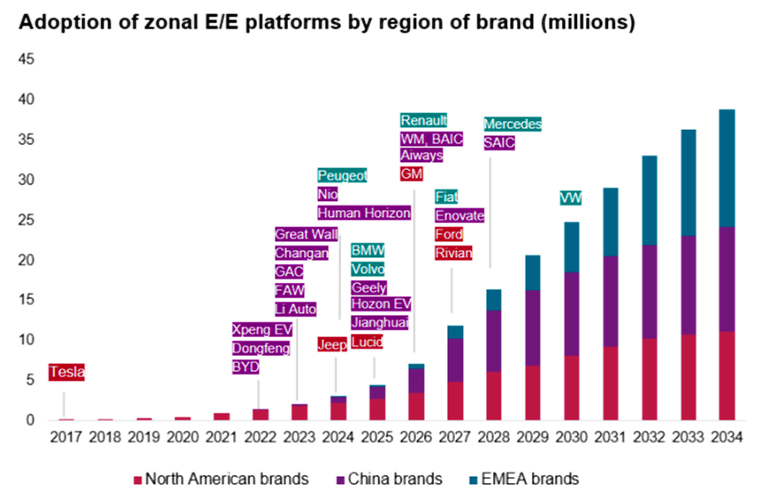 Adoption of zonal E/E platforms by region of brand (millions)
45
40
35
30
25
20
15
10
5
0
Tesla
Xpeng EV
Dongfeng
BYD
Great Wall
Changan
GAC
FAW
Li Auto
Peugeot
Nio
Human Horizon
Jeep
BMW
Volvo
Geely
Hozon EV
Jianghuai
Lucid
Renault
WM, BAIC
Aiways
GM
Fiat
Enovate
Ford
Rivian
Mercedes
SAIC
VW
2017 2018 2019 2020 2021 2022 2023 2024 2025 2026 2027 2028 2029 2030 2031 2032 2033 2034
North American brands China brands EMEA brands